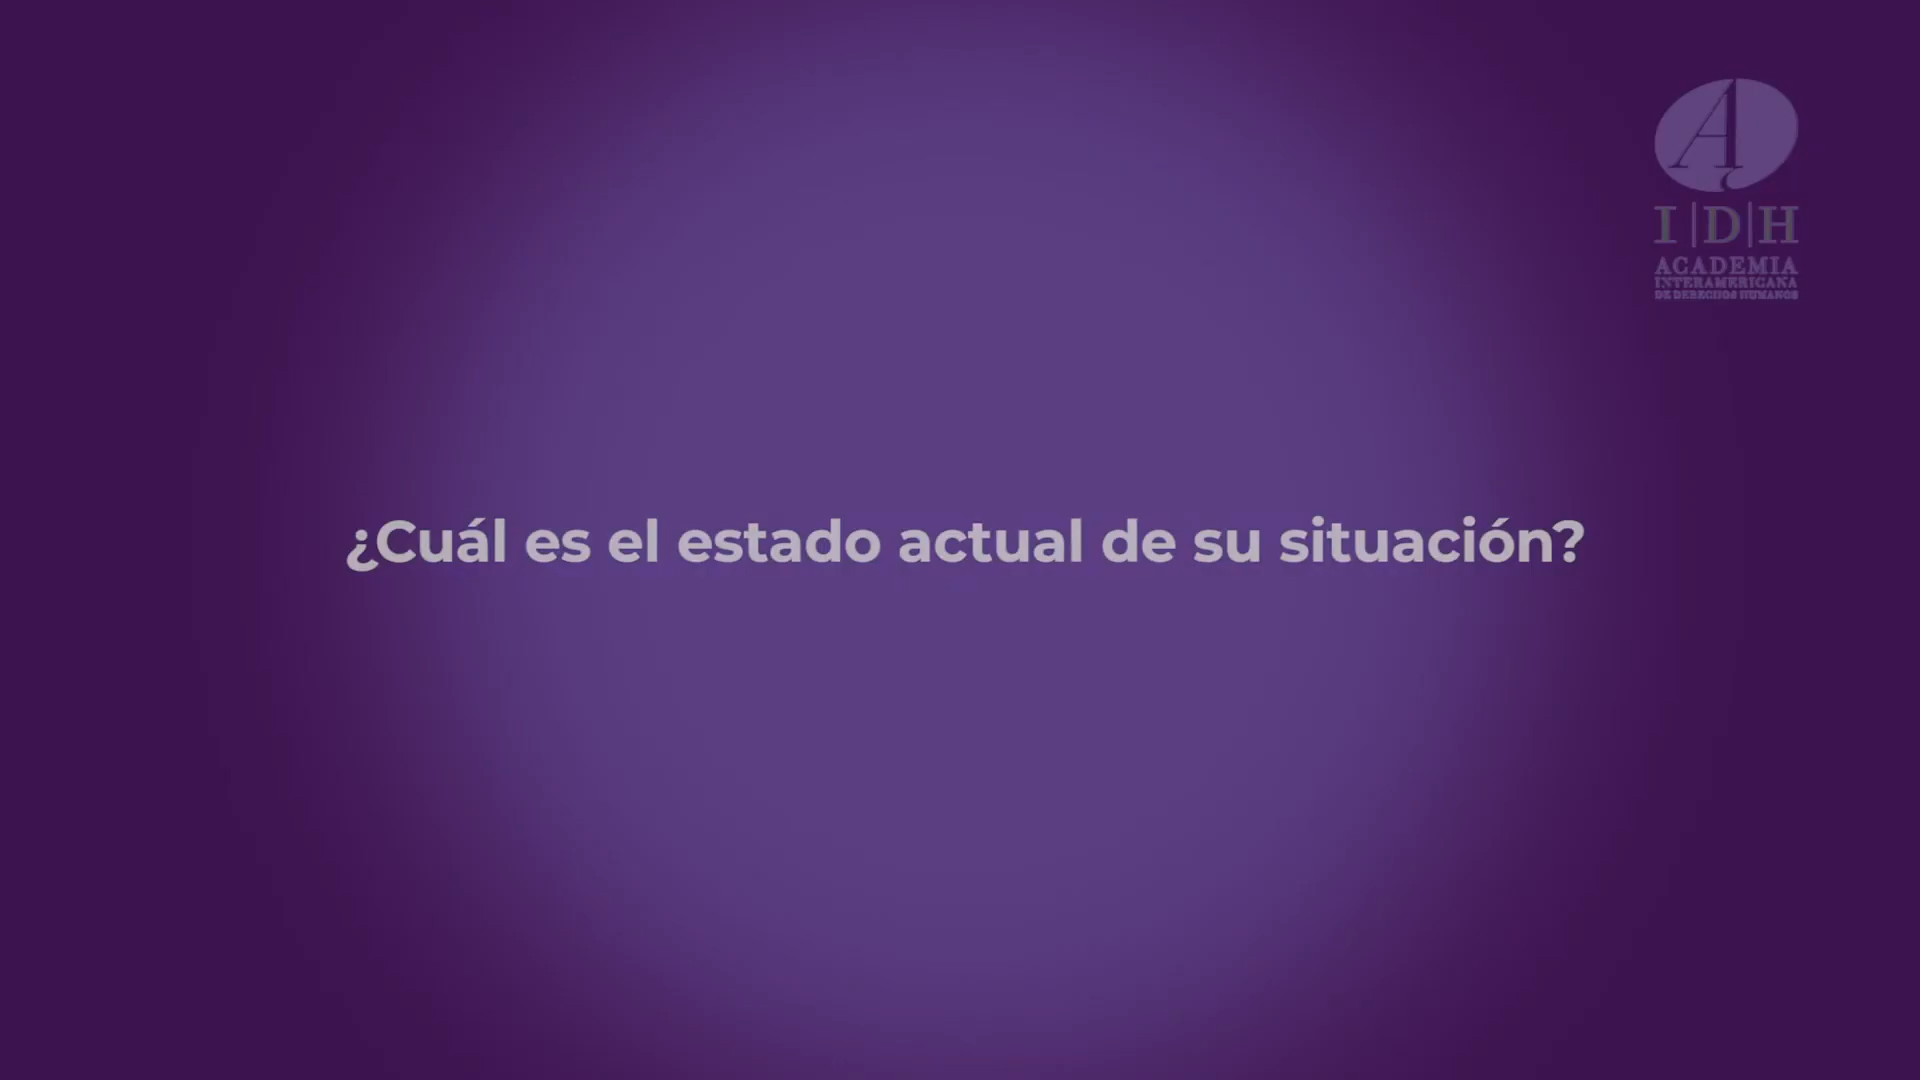 A
I|D|H
ACADEMIA
INTERAMERICANA
DE DERECHOS HUMANOS
¿Cuál es el estado actual de su situación?